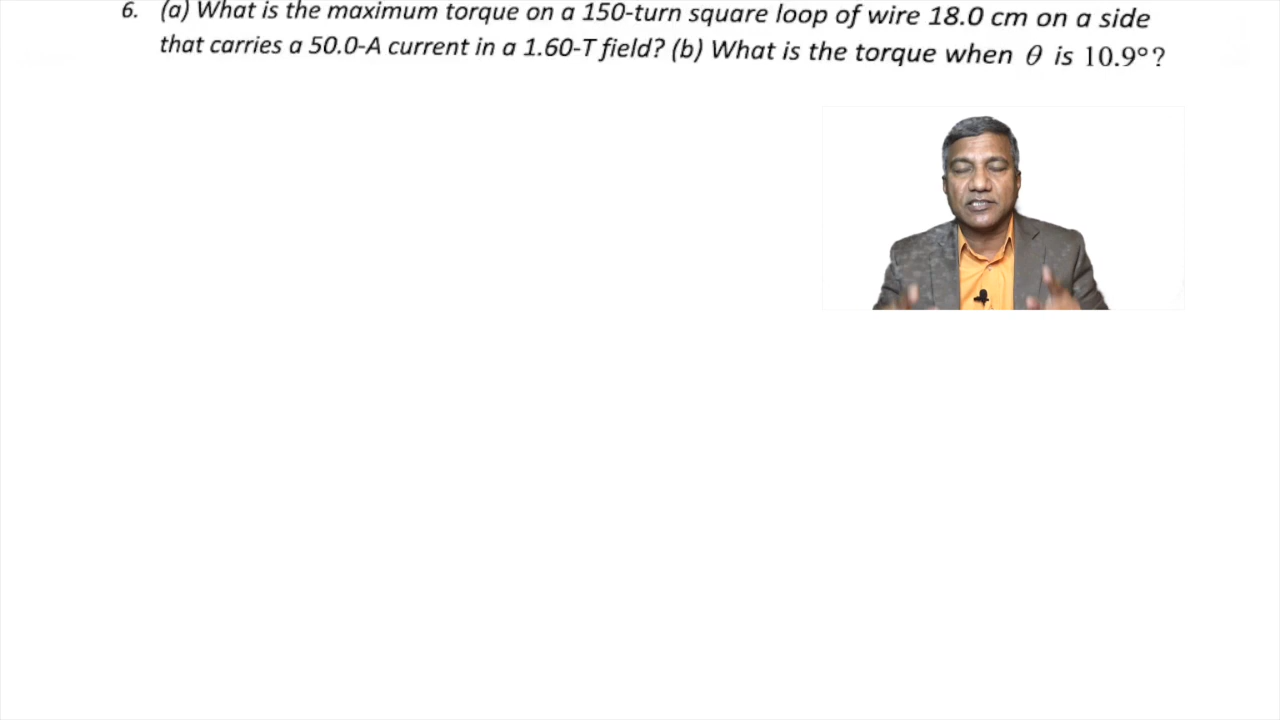 6. (a) What is the maximum torque on a 150-turn square loop of wire 18.0 cm on a side
that carries a 50.0-A current in a 1.60-T field? (b) What is the torque when θ is 10.9°?